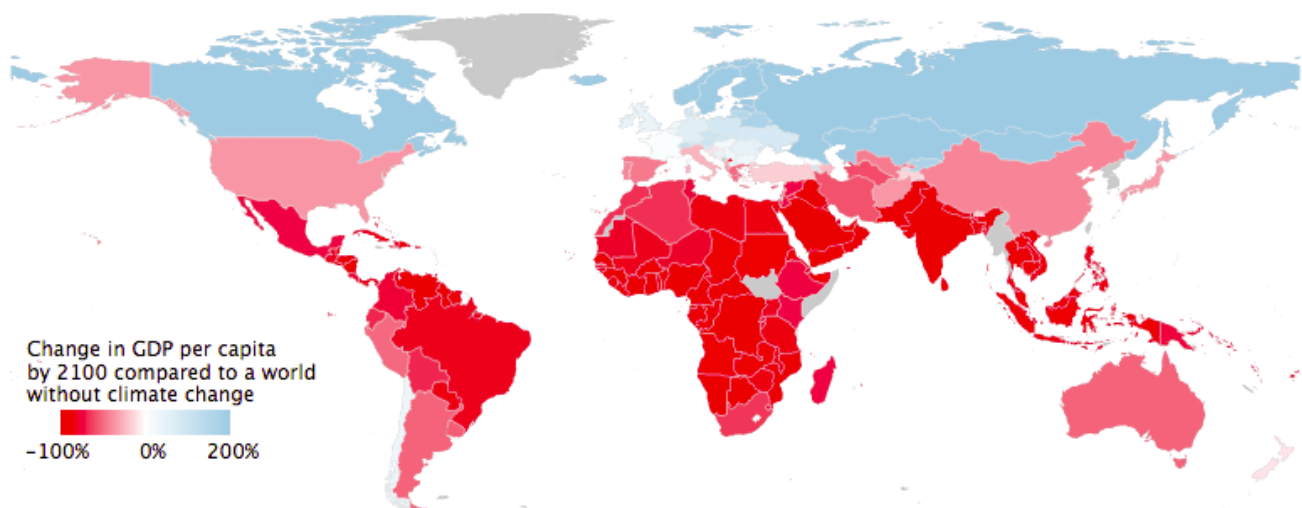 Change in GDP per capita
by 2100 compared to a world
without climate change
-100% 0% 200%